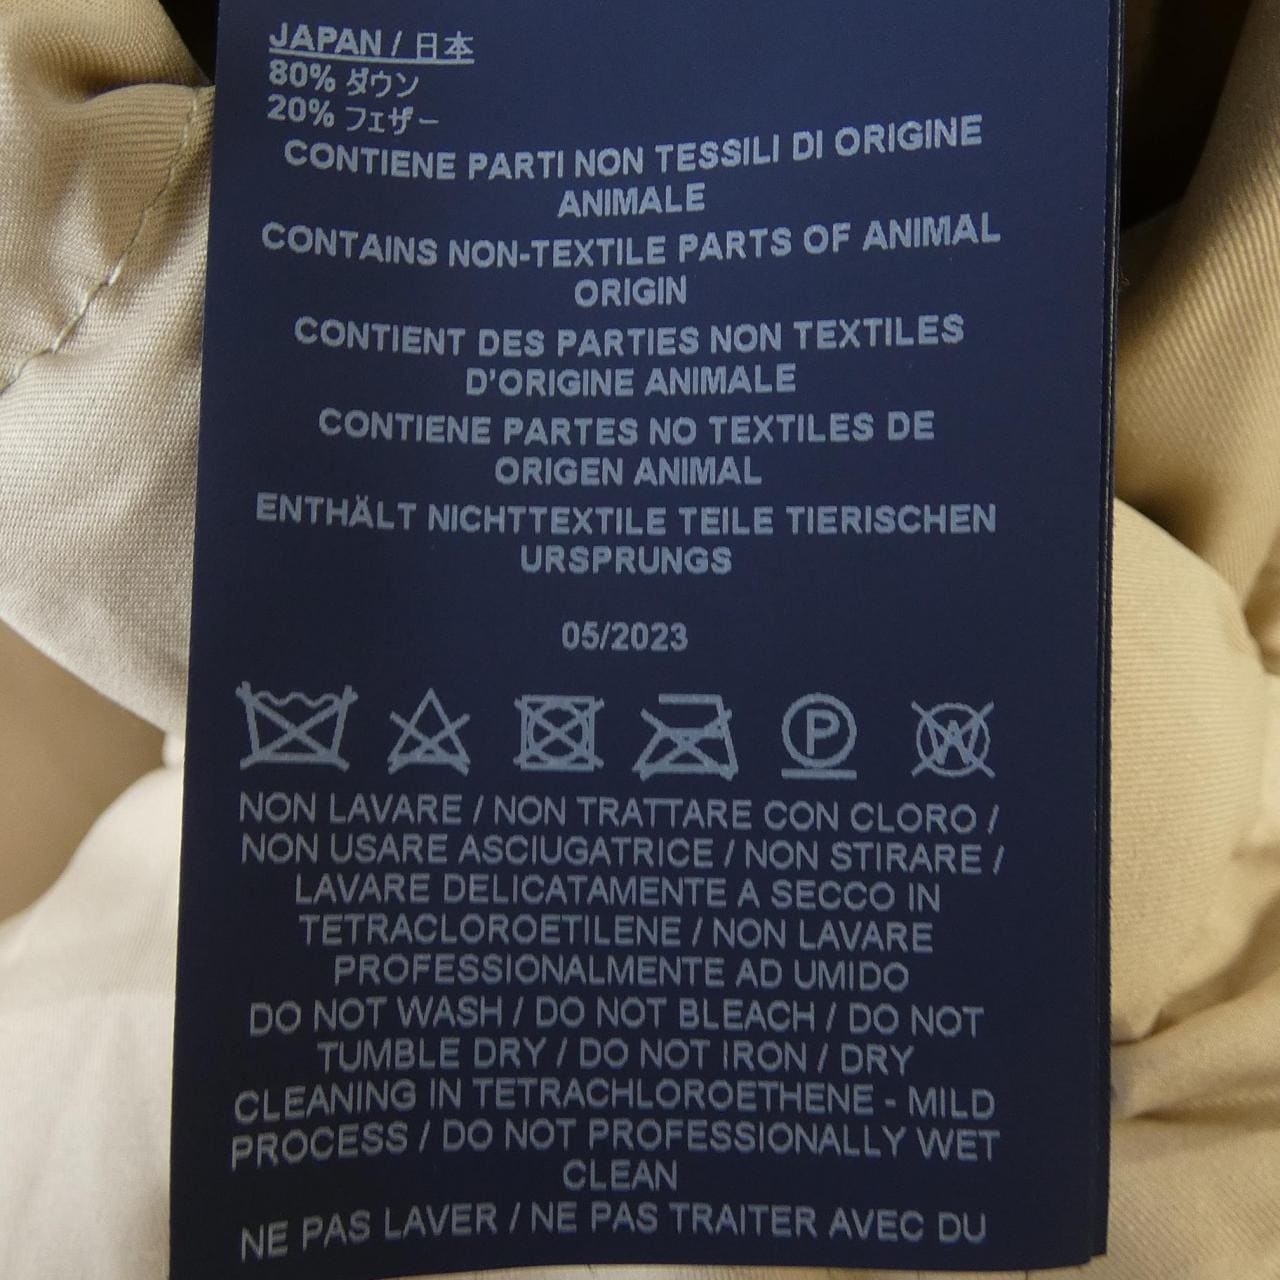 JAPAN / 日本
80% ダウン
20% フェザー
CONTIENE PARTI NON TESSILI DI ORIGINE
ANIMALE
CONTAINS NON-TEXTILE PARTS OF ANIMAL
ORIGIN
CONTIENT DES PARTIES NON TEXTILES
D'ORIGINE ANIMALE
CONTIENE PARTES NO TEXTILES DE
ORIGEN ANIMAL
ENTHÄLT NICHTTEXTILE TEILE TIERISCHEN
URSPRUNGS
05/2023
P W
NON LAVARE / NON TRATTARE CON CLORO /
NON USARE ASCIUGATRICE / NON STIRARE /
LAVARE DELICATAMENTE A SECCO IN
TETRACLOROETILENE / NON LAVARE
PROFESSIONALMENTE AD UMIDO
DO NOT WASH / DO NOT BLEACH / DO NOT
TUMBLE DRY / DO NOT IRON / DRY
CLEANING IN TETRACHLOROETHENE - MILD
PROCESS / DO NOT PROFESSIONALLY WET
CLEAN
NE PAS LAVER / NE PAS TRAITER AVEC DU